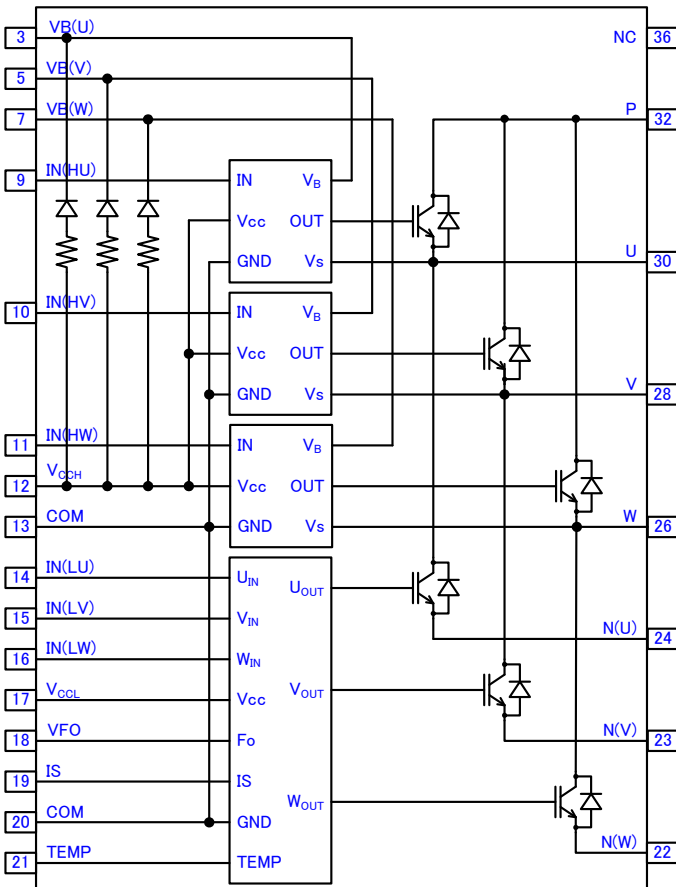 3 VB(U) NC 36
5 VB(V)
7 VB(W) P 32
9 IN(HU) IN VB
Vcc OUT
GND Vs U 30
10 IN(HV) IN VB
Vcc OUT
GND Vs V 28
11 IN(HW) IN VB
12 VCCH Vcc OUT
13 COM GND Vs W 26
14 IN(LU) UIN UOUT
15 IN(LV) VIN
N(U) 24
16 IN(LW) WIN
17 VCCL Vcc VOUT
18 VFO Fo N(V) 23
19 IS IS
WOUT
20 COM GND
N(W) 22
21 TEMP TEMP